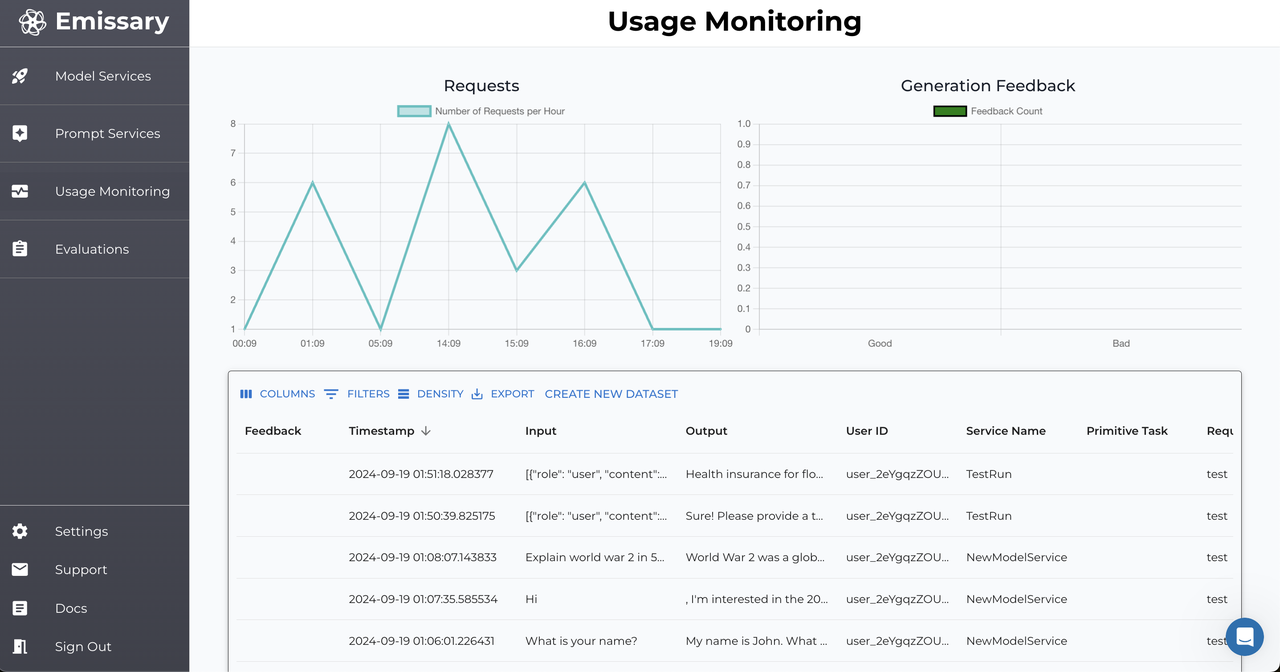 Emissary
Usage Monitoring
Model Services
Prompt Services
Usage Monitoring
Evaluations
Settings
Support
Docs
Sign Out
Requests
Number of Requests per Hour
8
7
6
5
4
3
2
1
00:09 01:09 05:09 14:09 15:09 16:09 17:09 19:09
Generation Feedback
Feedback Count
1.0
0.9
0.8
0.7
0.6
0.5
0.4
0.3
0.2
0.1
0
Good Bad
COLUMNS FILTERS DENSITY EXPORT CREATE NEW DATASET
Feedback Timestamp Input Output User ID Service Name Primitive Task Requ
2024-09-19 01:51:18.028377 [{"role": "user", "content":... Health insurance for flo... user_2eYgqzZOU... TestRun test
2024-09-19 01:50:39.825175 [{"role": "user", "content":... Sure! Please provide a t... user_2eYgqzZOU... TestRun test
2024-09-19 01:08:07.143833 Explain world war 2 in 5... World War 2 was a glob... user_2eYgqzZOU... NewModelService test
2024-09-19 01:07:35.585534 Hi , I'm interested in the 20... user_2eYgqzZOU... NewModelService test
2024-09-19 01:06:01.226431 What is your name? My name is John. What ... user_2eYgqzZOU... NewModelService test